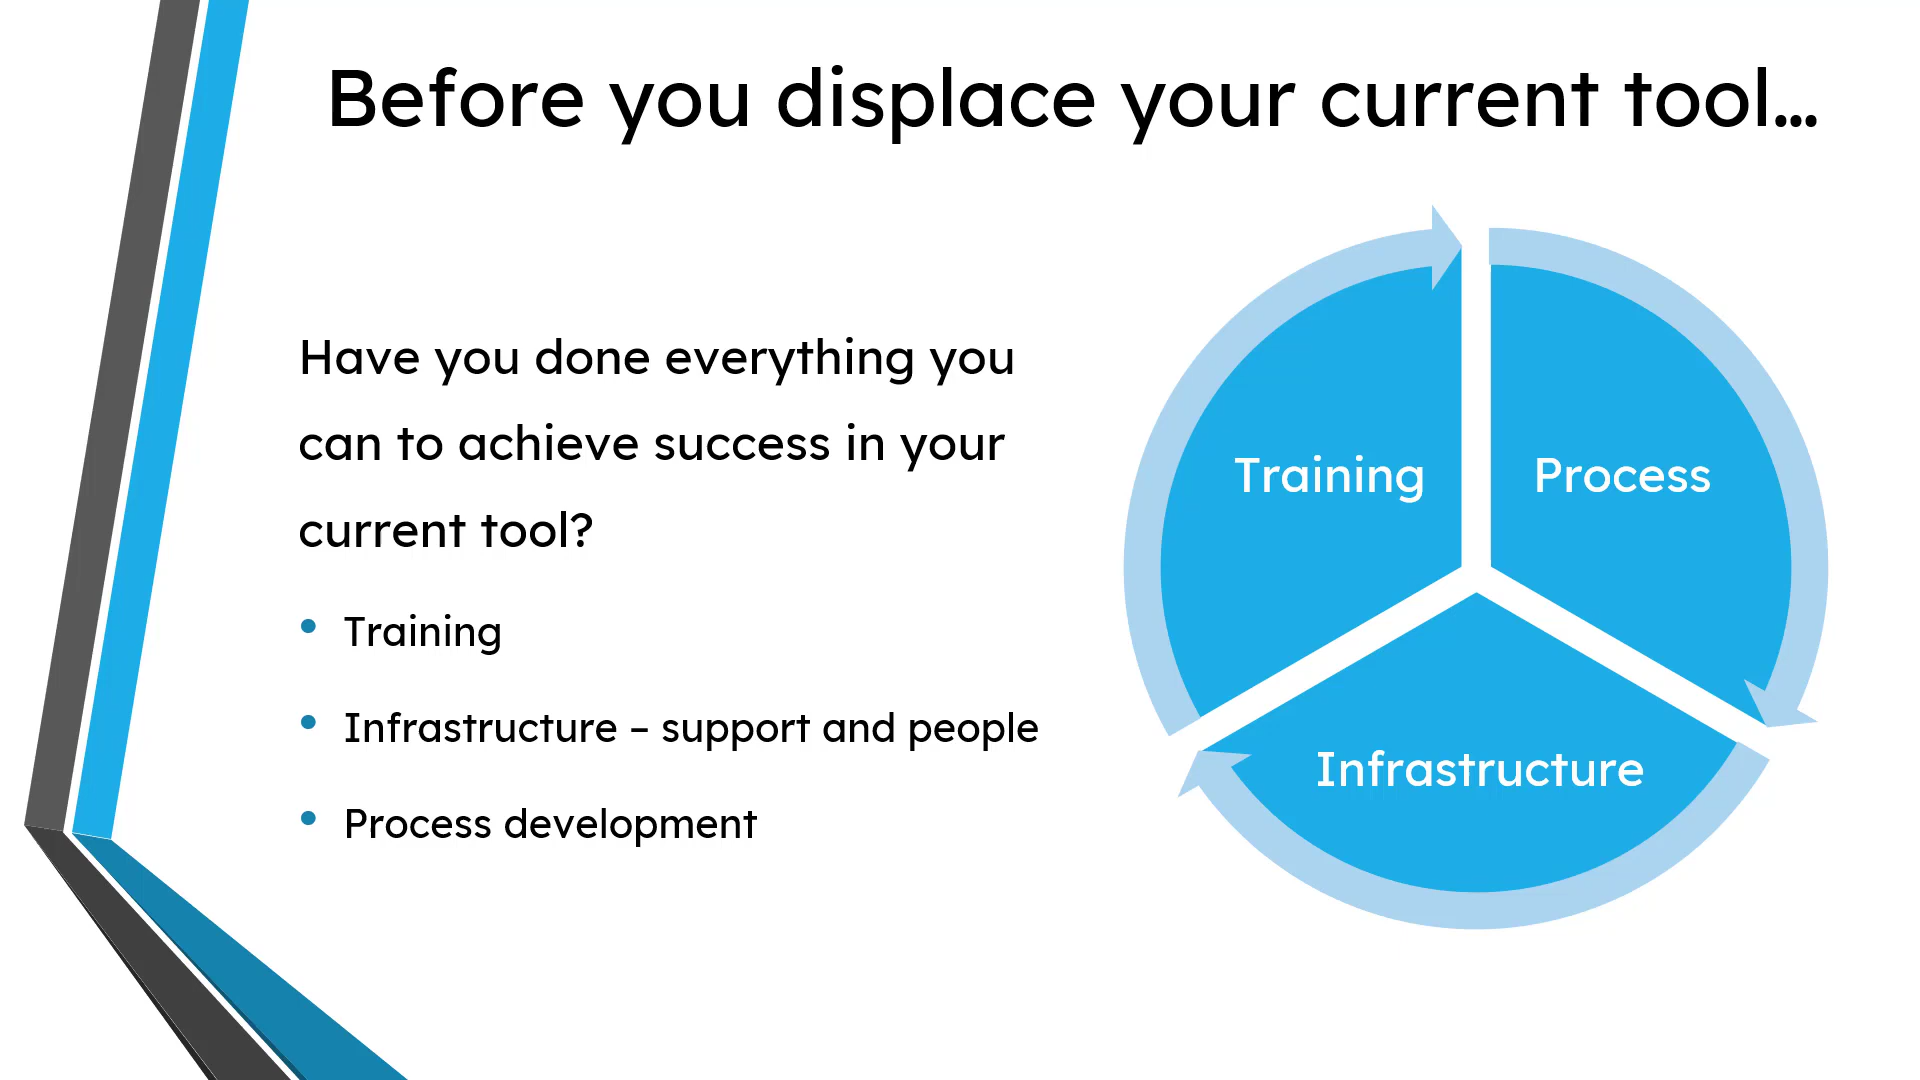 Before you displace your current tool...
Have you done everything you
can to achieve success in your
current tool?
• Training
• Infrastructure – support and people
• Process development
Training
Process
Infrastructure